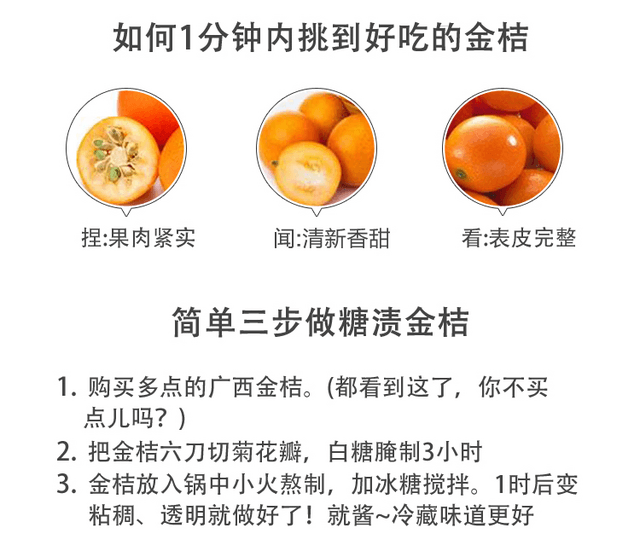 如何1分钟内挑到好吃的金桔
捏:果肉紧实
闻:清新香甜
看:表皮完整
简单三步做糖渍金桔
1. 购买多点的广西金桔。(都看到这了，你不买
点儿吗？)
2. 把金桔六刀切菊花瓣，白糖腌制3小时
3. 金桔放入锅中小火熬制，加冰糖搅拌。1时后变
粘稠、透明就做好了！就酱~冷藏味道更好